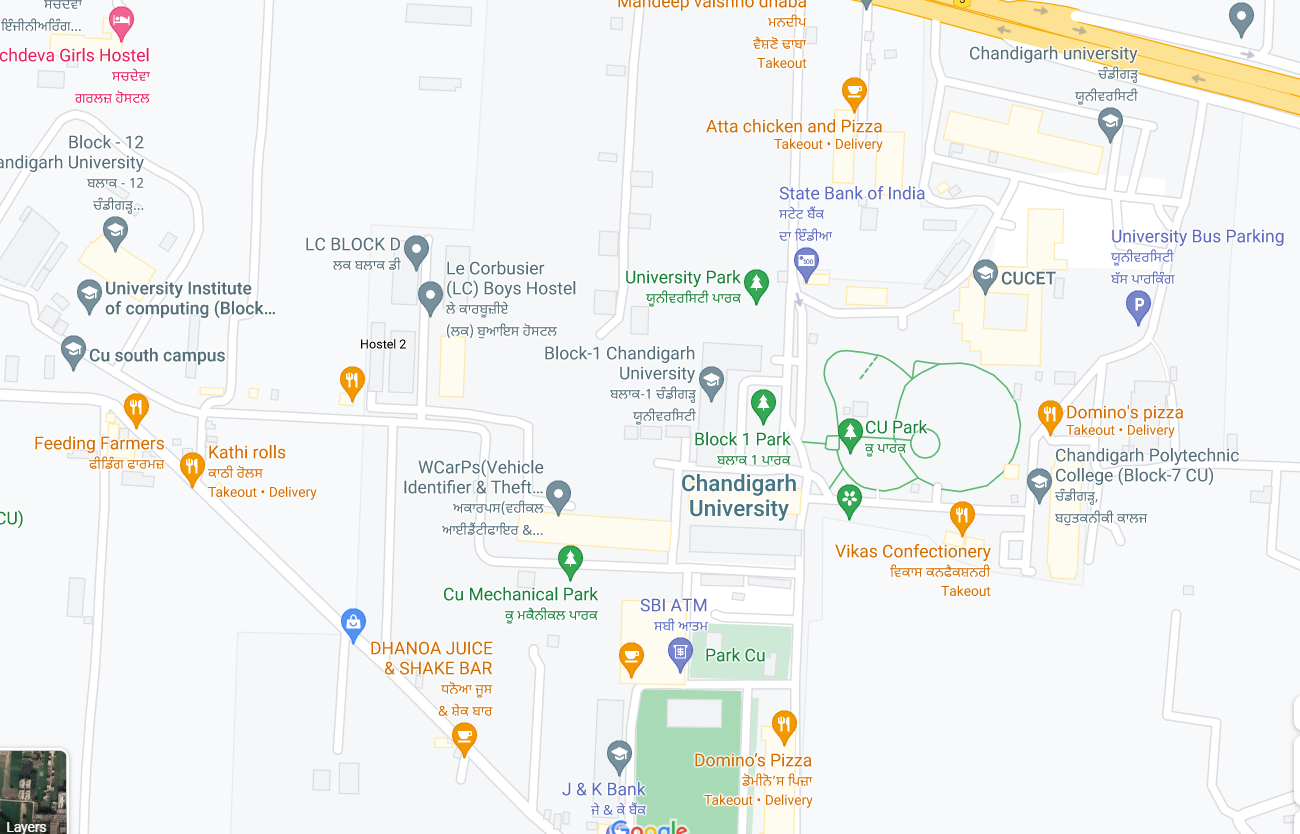 ਸਚਦੇਵਾ
ਇੰਜੀਨੀਅਰਿੰਗ...
chdeva Girls Hostel
ਸਚਦੇਵਾ
ਗਰਲਜ਼ ਹੋਸਟਲ
Mandeep vaishno dhaba
ਮਨਦੀਪ
ਵੈਸ਼ਣੋ ਢਾਬਾ
Takeout
5
Chandigarh university
ਚੰਡੀਗੜ੍ਹ
ਯੂਨੀਵਰਸਿਟੀ
Atta chicken and Pizza
Takeout • Delivery
Block - 12
andigarh University
ਬਲਾਕ - 12
ਚੰਡੀਗੜ੍ਹ...
State Bank of India
ਸਟੇਟ ਬੈਂਕ
ਦਾ ਇੰਡੀਆ
100
LC BLOCK D
ਲਕ ਬਲਾਕ ਡੀ
Le Corbusier
(LC) Boys Hostel
ਲੇ ਕਾਰਬੂਜ਼ੀਏ
(ਲਕ) ਬੁਆਇਸ ਹੋਸਟਲ
University Bus Parking
ਯੂਨੀਵਰਸਿਟੀ
ਬੱਸ ਪਾਰਕਿੰਗ
P
University Park
ਯੂਨੀਵਰਸਿਟੀ ਪਾਰਕ
CUCET
University Institute
of computing (Block...
Hostel 2
Cu south campus
Block-1 Chandigarh
University
ਬਲਾਕ-1 ਚੰਡੀਗੜ੍ਹ
ਯੂਨੀਵਰਸਿਟੀ
Block 1 Park
ਬਲਾਕ 1 ਪਾਰਕ
CU Park
ਕੂ ਪਾਰਕ
Domino's pizza
Takeout • Delivery
Feeding Farmers
ਫੀਡਿੰਗ ਫਾਰਮਜ਼
Kathi rolls
ਕਾਠੀ ਰੋਲਸ
Takeout • Delivery
WCarPs(Vehicle
Identifier & Theft...
ਅਕਾਰਪਸ(ਵਹੀਕਲ
ਆਈਡੈਂਟੀਫਾਇਰ &...
Chandigarh
University
Chandigarh Polytechnic
College (Block-7 CU)
ਚੰਡੀਗੜ੍ਹ,
ਬਹੁਤਕਨੀਕੀ ਕਾਲਜ
CU)
Vikas Confectionery
ਵਿਕਾਸ ਕਨਫੈਕਸ਼ਨਰੀ
Takeout
Cu Mechanical Park
ਕੂ ਮਕੈਨੀਕਲ ਪਾਰਕ
SBI ATM
ਸਬੀ ਆਤਮ
Park Cu
DHANOA JUICE
& SHAKE BAR
ਧਨੋਆ ਜੂਸ
& ਸ਼ੇਕ ਬਾਰ
Domino's Pizza
ਡੋਮੀਨੋ'ਸ ਪਿਜ਼ਾ
Takeout • Delivery
J & K Bank
ਜੇ & ਕੇ ਬੈਂਕ
Google
Layers